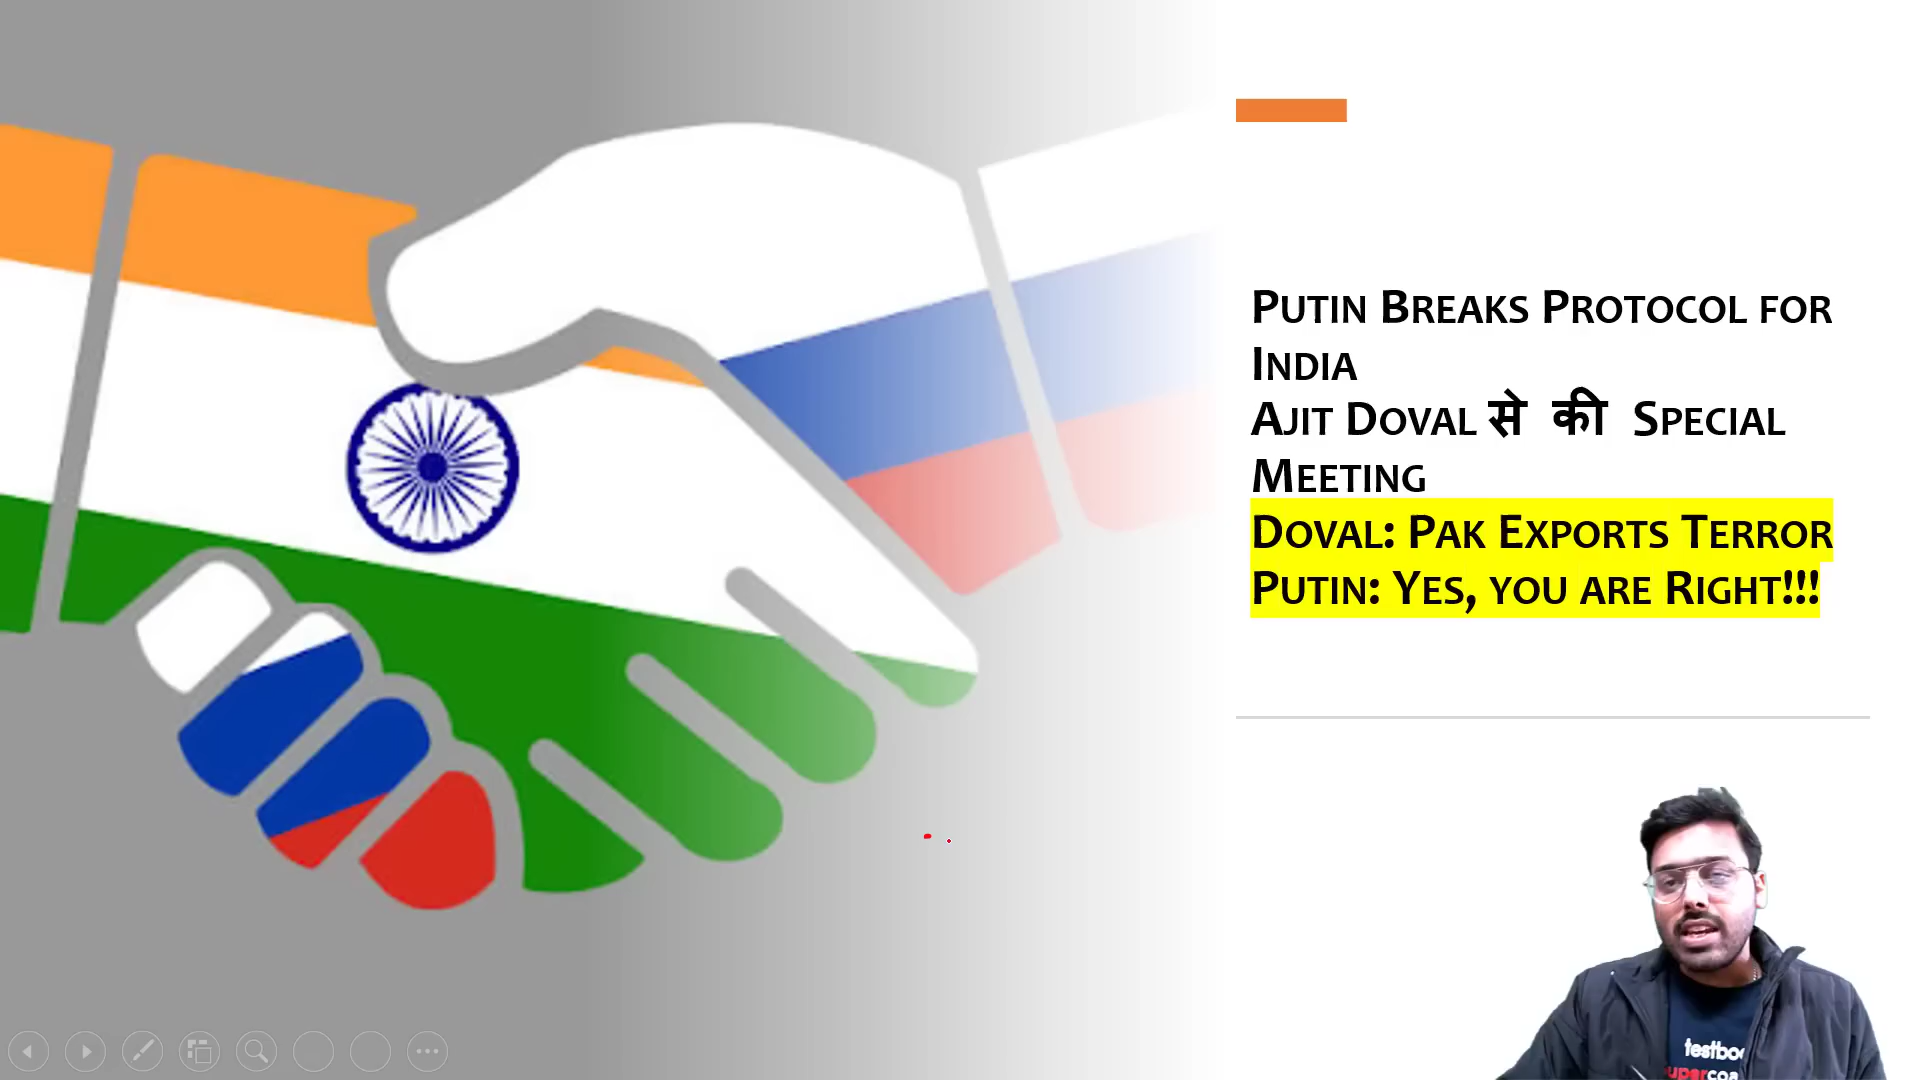 Putin Breaks Protocol for
India
Ajit Doval से की Special
Meeting
Doval: Pak Exports Terror
Putin: Yes, you are Right!!!